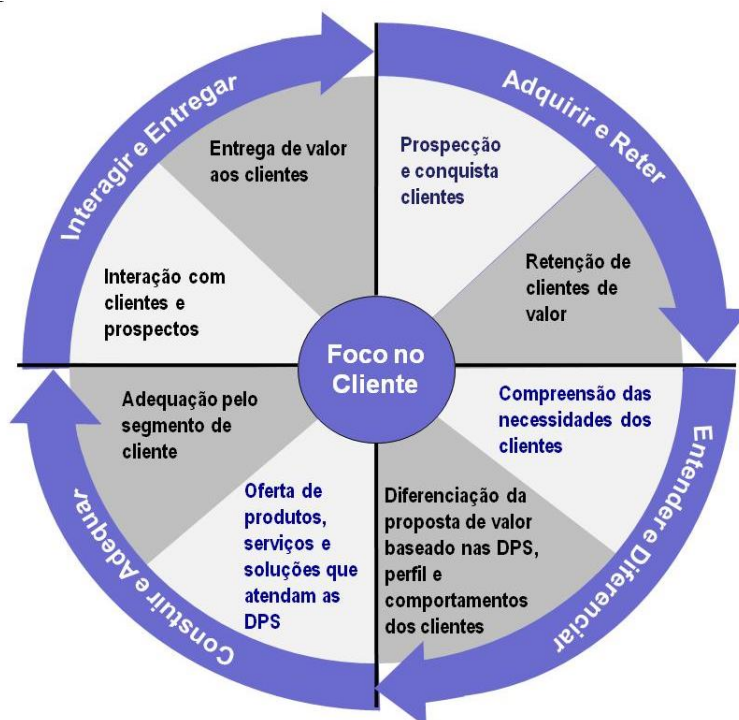 Adquirir e Reter
Prospecção
e conquista
clientes
Retenção de
clientes de
valor
Entender e Diferenciar
Compreensão das
necessidades dos
clientes
Diferenciação da
proposta de valor
baseado nas DPS,
perfil e
comportamentos
dos clientes
Construir e Adequar
Oferta de
produtos,
serviços e
soluções que
atendam as
DPS
Adequação pelo
segmento de
cliente
Interagir e Entregar
Interação com
clientes e
prospectos
Entrega de valor
aos clientes
Foco no
Cliente